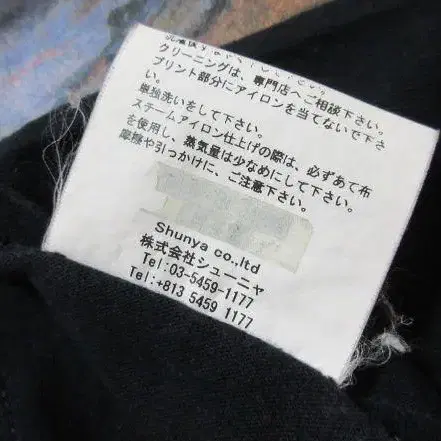 クリーニングは、専門店へご相談下さい。
プリント部分にアイロンを当てないで下さ
い。
単強洗いをして下さい。
スチームアイロン仕上げの際は、必ずあて布
を使用し、蒸気量は少なめにして下さい。
摩擦や引っかけに、ご注意下さい。
Shunya co.,ltd
株式会社シューニャ
Tel:03-5459-1177
Tel:+813 5459 1177